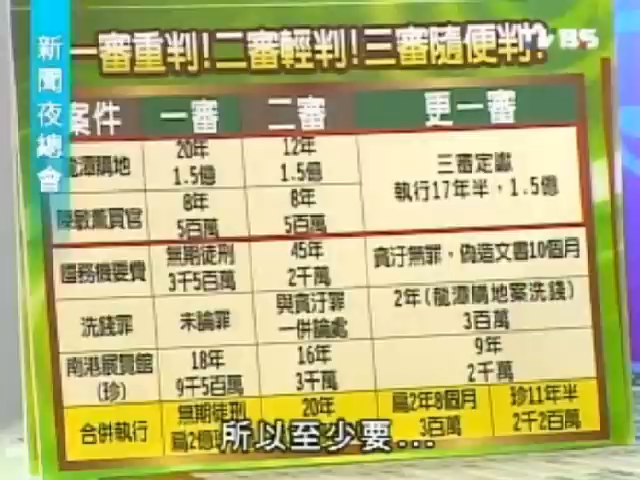 新聞夜總會
一審重判!二審輕判!三審隨便判?
TVBS
案件 一審 二審 更一審
龍潭購地 20年 1.5億 12年 1.5億 三審定讞 執行17年半，1.5億
陳敏薰買官 8年 5百萬 8年 5百萬
國務機要費 無期徒刑 3千5百萬 45年 2千萬 貪汙無罪，偽造文書10個月
洗錢罪 未論罪 與貪汙罪 一併論處 2年(龍潭購地案洗錢) 3百萬
南港展覽館 (珍) 18年 9千5百萬 16年 3千萬 9年 2千萬
合併執行 無期徒刑 扁2億 20年 扁2年8個月 3百萬 珍11年半 2千2百萬
所以至少要...